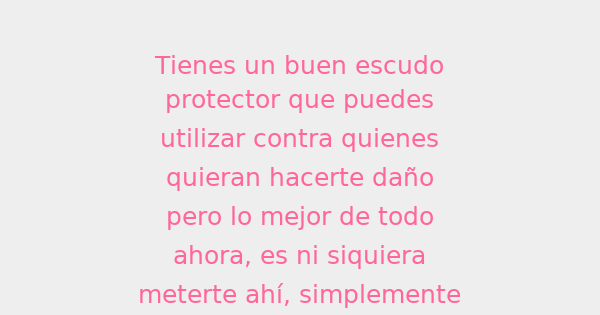 Tienes un buen escudo
protector que puedes
utilizar contra quienes
quieran hacerte daño
pero lo mejor de todo
ahora, es ni siquiera
meterte ahí, simplemente